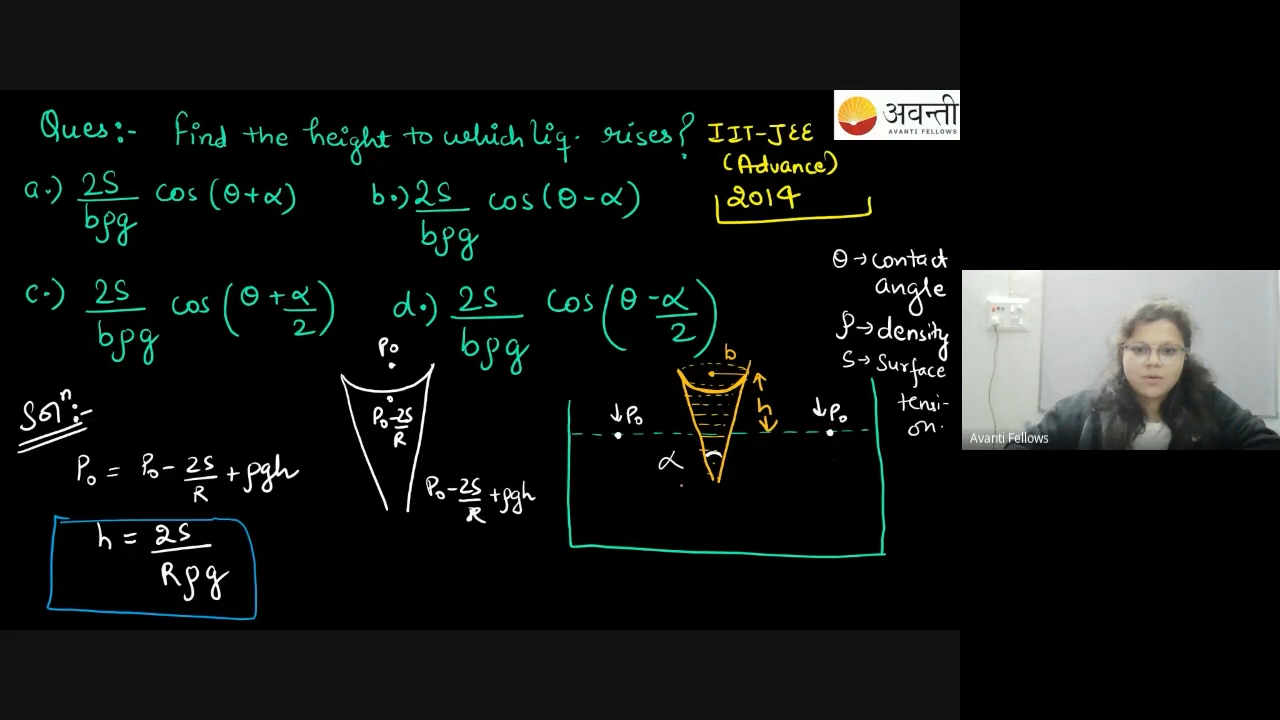 Ques:- find the height to which liq. rises? IIT-JEE
(Advance)
2014
अवन्ती
AVANTI FELLOWS
a.) 2S/bρg cos (θ+α)
b.) 2S/bρg cos (θ-α)
c.) 2S/bρg cos (θ+α/2)
d.) 2S/bρg cos (θ-α/2)
θ→contact
angle
ρ→density
S→Surface
tensi-
on.
Solⁿ:-
P₀ = P₀ - 2S/R + ρgh
h = 2S/Rρg
P₀
P₀-2S/R
P₀-2S/R+ρgh
b
h
↓P₀
↓P₀
α
Avanti Fellows